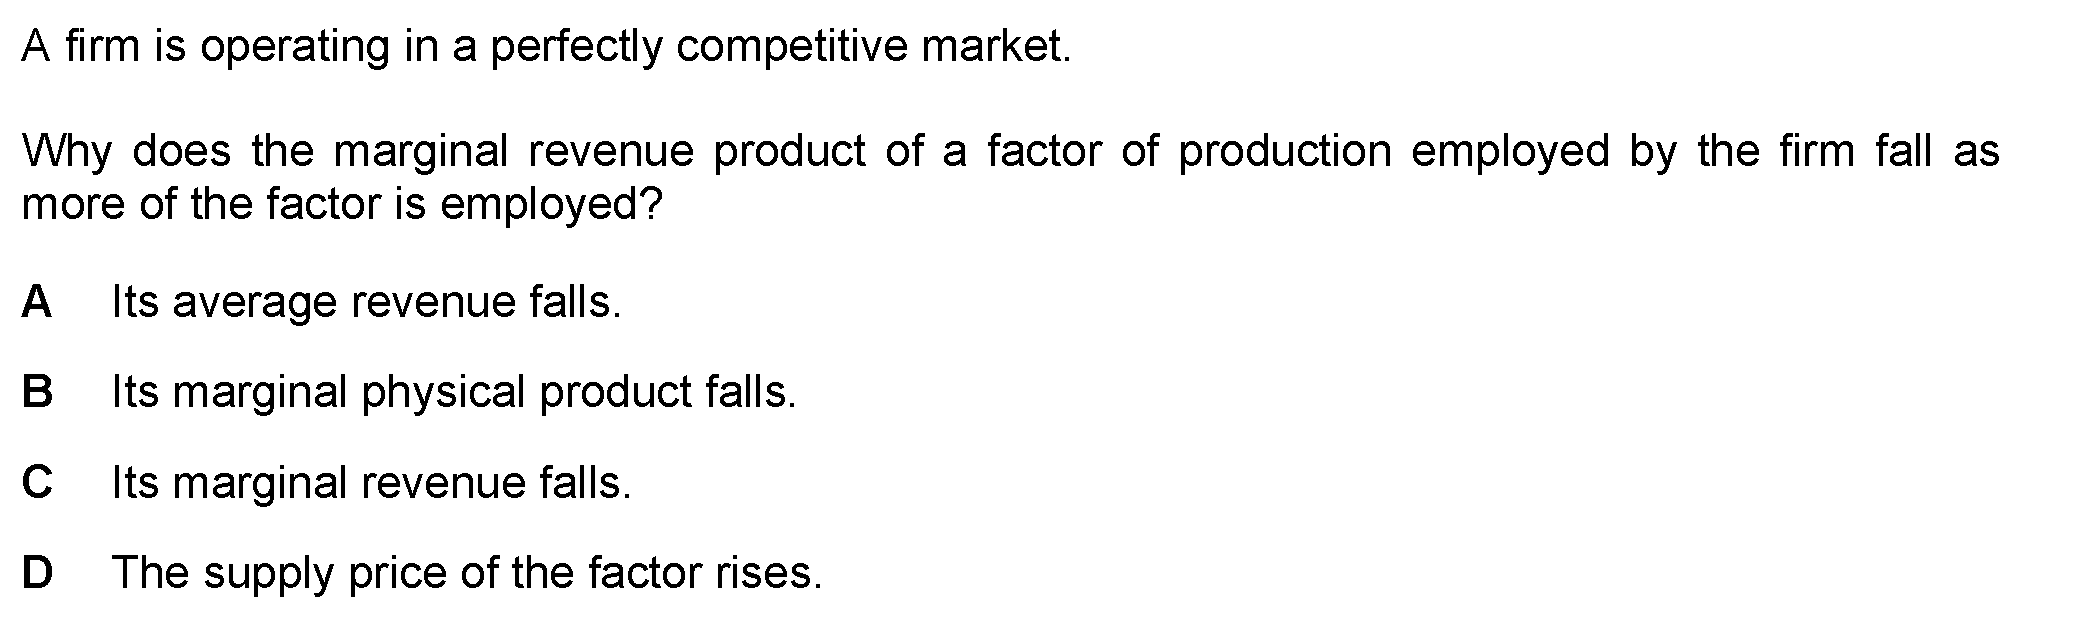 A firm is operating in a perfectly competitive market.
Why does the marginal revenue product of a factor of production employed by the firm fall as
more of the factor is employed?
A Its average revenue falls.
B Its marginal physical product falls.
C Its marginal revenue falls.
D The supply price of the factor rises.